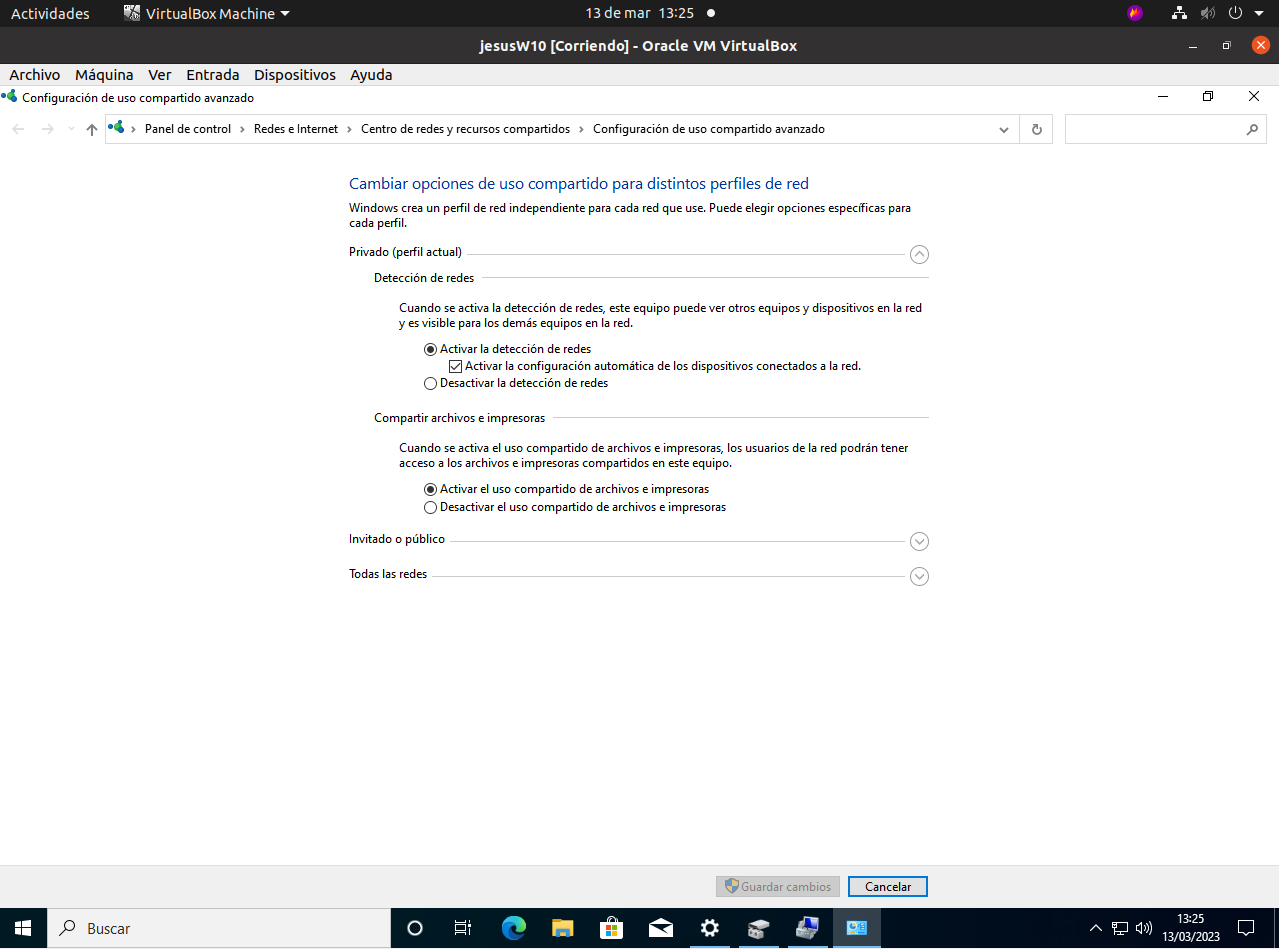 Actividades
VirtualBox Machine
13 de mar 13:25
jesusW10 [Corriendo] - Oracle VM VirtualBox
Archivo Máquina Ver Entrada Dispositivos Ayuda
Configuración de uso compartido avanzado
Panel de control › Redes e Internet › Centro de redes y recursos compartidos › Configuración de uso compartido avanzado
Cambiar opciones de uso compartido para distintos perfiles de red
Windows crea un perfil de red independiente para cada red que use. Puede elegir opciones específicas para
cada perfil.
Privado (perfil actual)
Detección de redes
Cuando se activa la detección de redes, este equipo puede ver otros equipos y dispositivos en la red
y es visible para los demás equipos en la red.
Activar la detección de redes
Activar la configuración automática de los dispositivos conectados a la red.
Desactivar la detección de redes
Compartir archivos e impresoras
Cuando se activa el uso compartido de archivos e impresoras, los usuarios de la red podrán tener
acceso a los archivos e impresoras compartidos en este equipo.
Activar el uso compartido de archivos e impresoras
Desactivar el uso compartido de archivos e impresoras
Invitado o público
Todas las redes
Guardar cambios
Cancelar
Buscar
13:25
13/03/2023